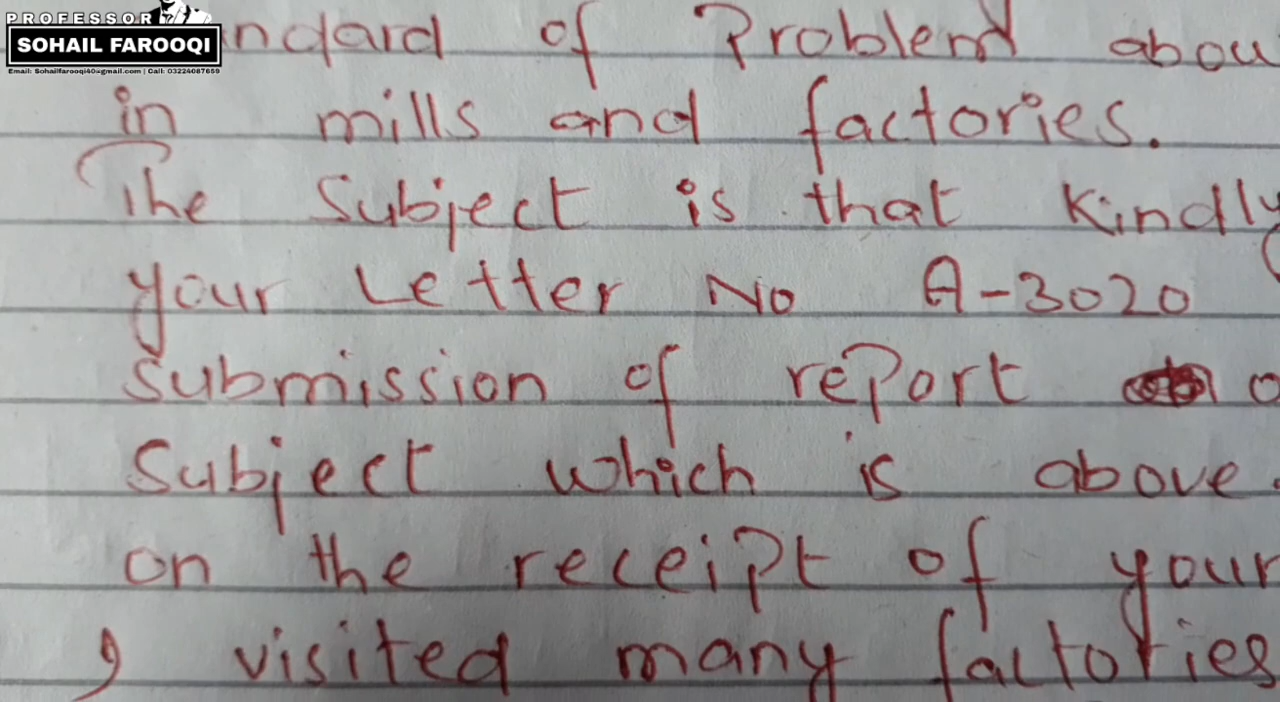 PROFESSOR
SOHAIL FAROOQI
Email: Sohailfarooqi40@gmail.com | Call: 03224087659
ndard of Problem abou
in mills and factories.
The Subject is that Kindly
your Letter No A-3020
submission of report o
Subject which is above.
on the receipt of your
I visited many factories